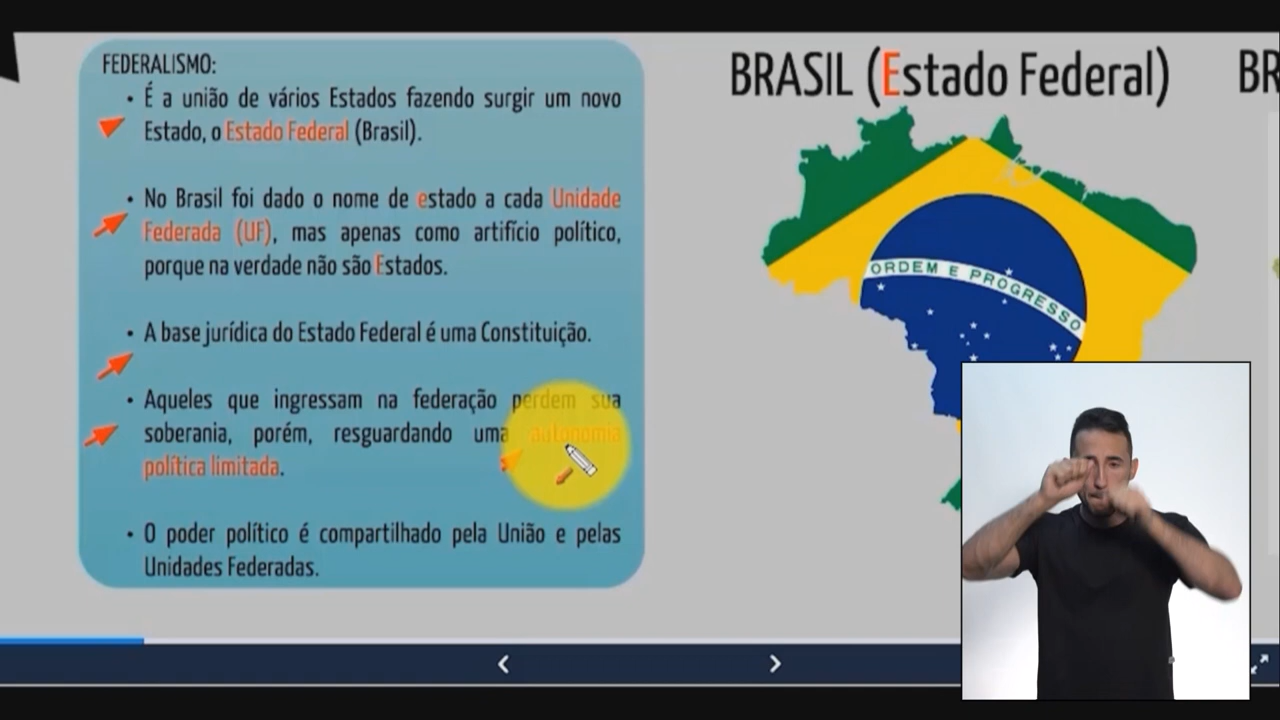 FEDERALISMO:
• É a união de vários Estados fazendo surgir um novo
Estado, o Estado Federal (Brasil).
• No Brasil foi dado o nome de estado a cada Unidade
Federada (UF), mas apenas como artifício político,
porque na verdade não são Estados.
• A base jurídica do Estado Federal é uma Constituição.
• Aqueles que ingressam na federação perdem sua
soberania, porém, resguardando uma autonomia
política limitada.
• O poder político é compartilhado pela União e pelas
Unidades Federadas.
BRASIL (Estado Federal)
BR
ORDEM E PROGRESSO